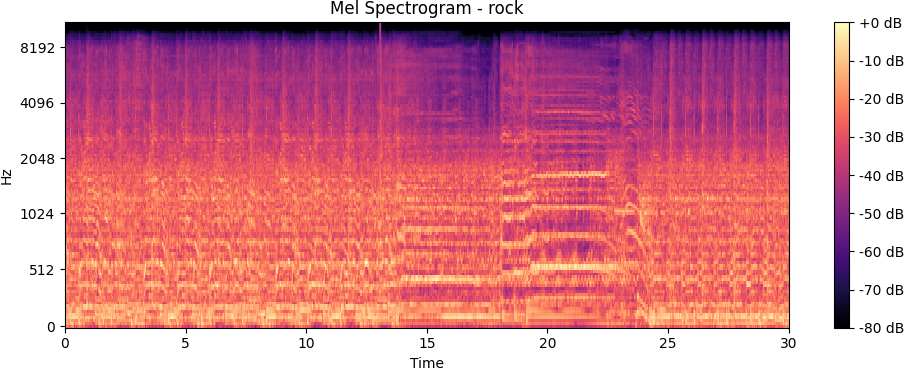 Mel Spectrogram - rock
Hz
8192
4096
2048
1024
512
0
0 5 10 15 20 25 30
Time
+0 dB
-10 dB
-20 dB
-30 dB
-40 dB
-50 dB
-60 dB
-70 dB
-80 dB